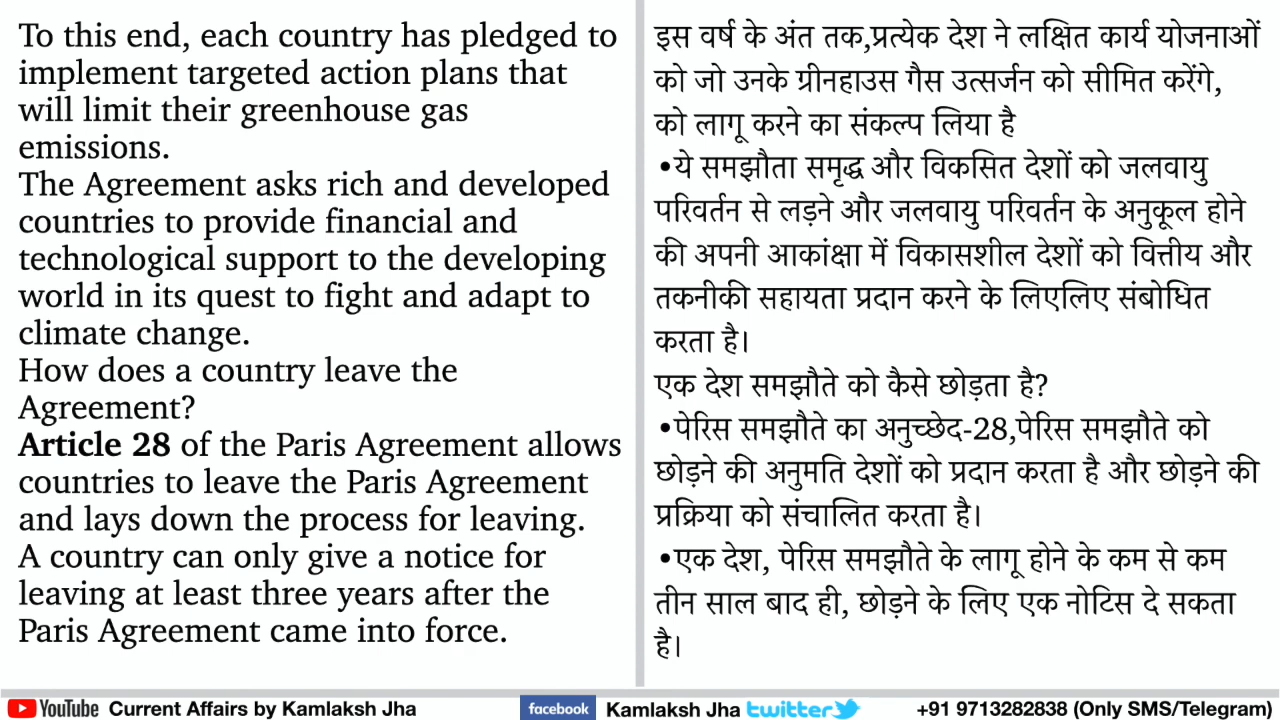 To this end, each country has pledged to
implement targeted action plans that
will limit their greenhouse gas
emissions.
The Agreement asks rich and developed
countries to provide financial and
technological support to the developing
world in its quest to fight and adapt to
climate change.
How does a country leave the
Agreement?
Article 28 of the Paris Agreement allows
countries to leave the Paris Agreement
and lays down the process for leaving.
A country can only give a notice for
leaving at least three years after the
Paris Agreement came into force.
इस वर्ष के अंत तक,प्रत्येक देश ने लक्षित कार्य योजनाओं
को जो उनके ग्रीनहाउस गैस उत्सर्जन को सीमित करेंगे,
को लागू करने का संकल्प लिया है
•ये समझौता समृद्ध और विकसित देशों को जलवायु
परिवर्तन से लड़ने और जलवायु परिवर्तन के अनुकूल होने
की अपनी आकांक्षा में विकासशील देशों को वित्तीय और
तकनीकी सहायता प्रदान करने के लिएलिए संबोधित
करता है।
एक देश समझौते को कैसे छोड़ता है?
•पेरिस समझौते का अनुच्छेद-28,पेरिस समझौते को
छोड़ने की अनुमति देशों को प्रदान करता है और छोड़ने की
प्रक्रिया को संचालित करता है।
•एक देश, पेरिस समझौते के लागू होने के कम से कम
तीन साल बाद ही, छोड़ने के लिए एक नोटिस दे सकता
है।
YouTube Current Affairs by Kamlaksh Jha facebook Kamlaksh Jha twitter +91 9713282838 (Only SMS/Telegram)